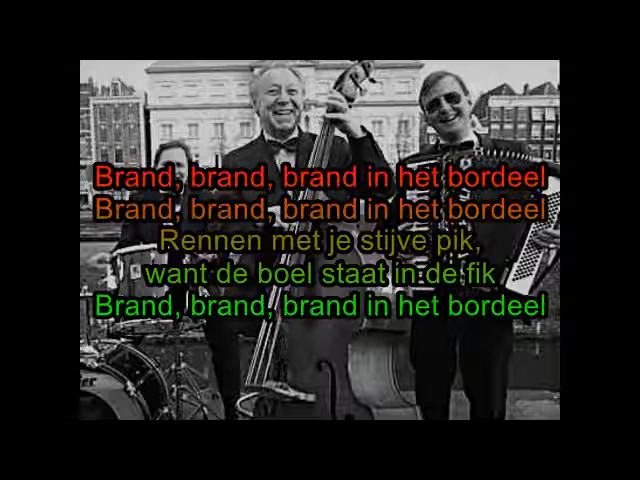 Brand, brand, brand in het bordeel
Brand, brand, brand in het bordeel
Rennen met je stijve pik,
want de boel staat in de fik
Brand, brand, brand in het bordeel